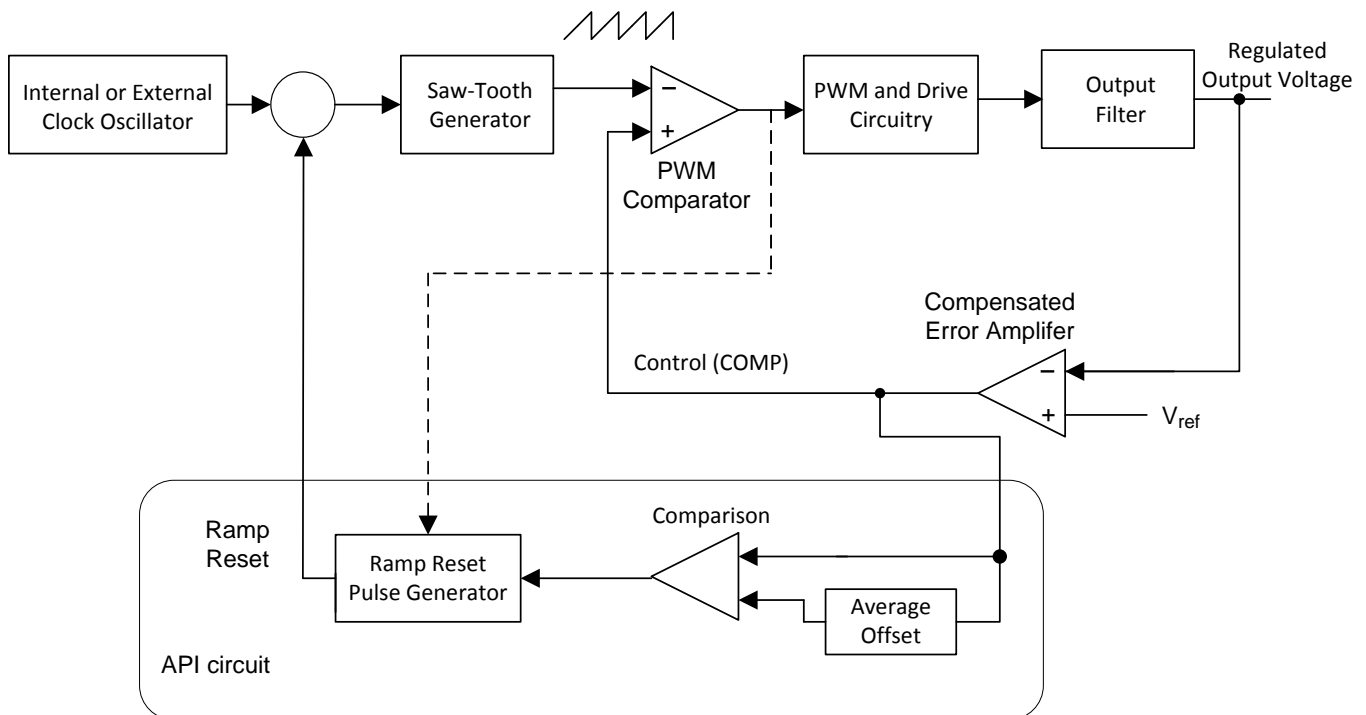 Internal or External
Clock Oscillator
Saw-Tooth
Generator
−
+
PWM
Comparator
PWM and Drive
Circuitry
Output
Filter
Regulated
Output Voltage
Compensated
Error Amplifer
−
+
V_ref
Control (COMP)
Ramp
Reset
Ramp Reset
Pulse Generator
Comparison
Average
Offset
API circuit